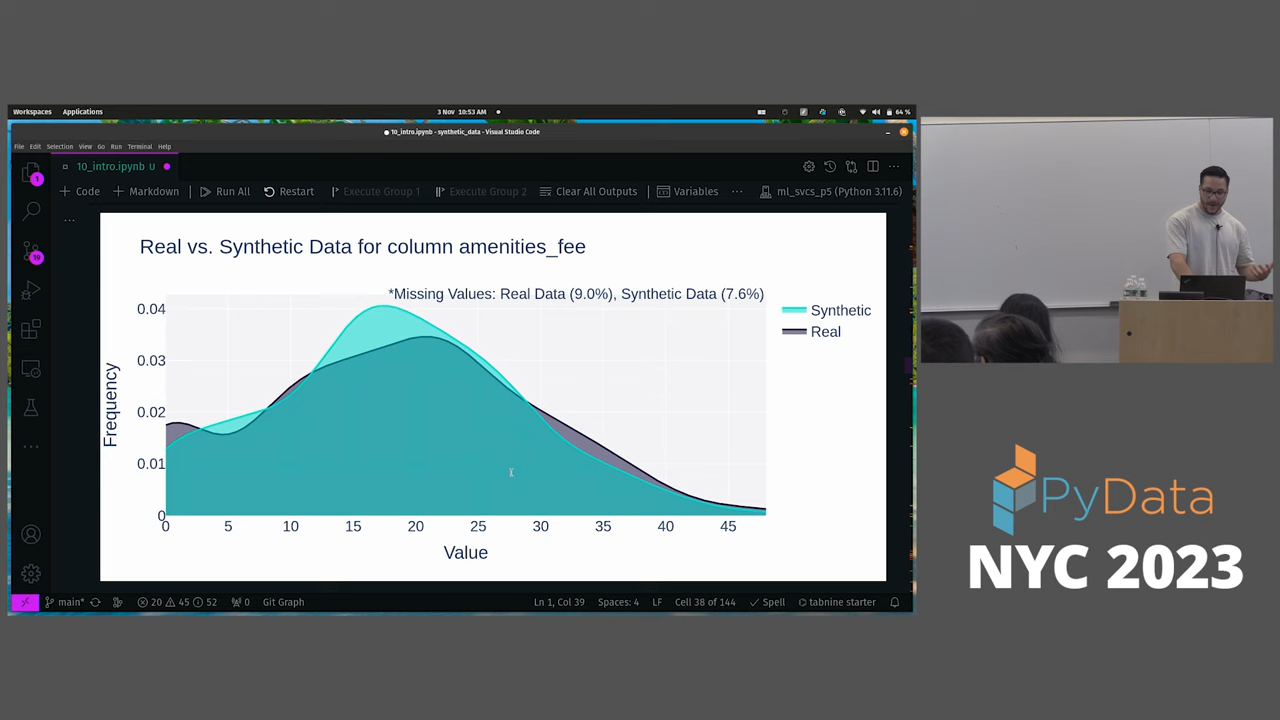 Workspaces Applications 3 Nov 10:53 AM 64 %
10_intro.ipynb - synthetic_data - Visual Studio Code
File Edit Selection View Go Run Terminal Help
10_intro.ipynb U
1
+ Code + Markdown Run All Restart Execute Group 1 Execute Group 2 Clear All Outputs Variables ... ml_svcs_p5 (Python 3.11.6)
19
Real vs. Synthetic Data for column amenities_fee
*Missing Values: Real Data (9.0%), Synthetic Data (7.6%)
Synthetic
Real
Frequency
0.04
0.03
0.02
0.01
0
0 5 10 15 20 25 30 35 40 45
Value
main* 20 45 52 0 Git Graph Ln 1, Col 39 Spaces: 4 LF Cell 38 of 144 Spell tabnine starter
PyData
NYC 2023